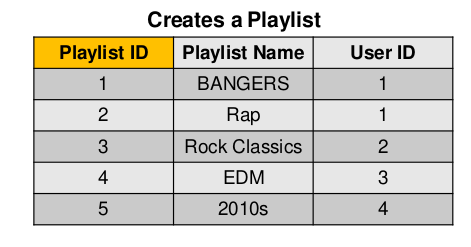 Creates a Playlist
Playlist ID Playlist Name User ID
1 BANGERS 1
2 Rap 1
3 Rock Classics 2
4 EDM 3
5 2010s 4